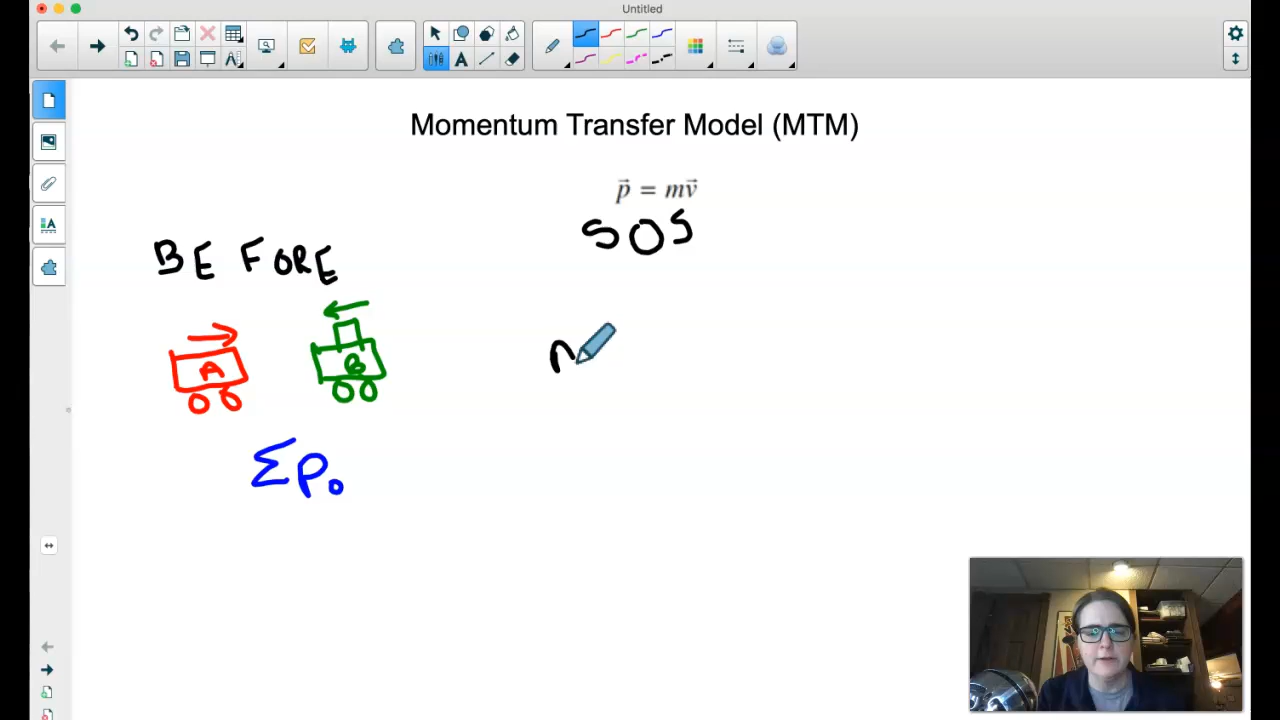 Untitled
Momentum Transfer Model (MTM)
p⃗ = mv⃗
SOS
BEFORE
A B
Σp₀